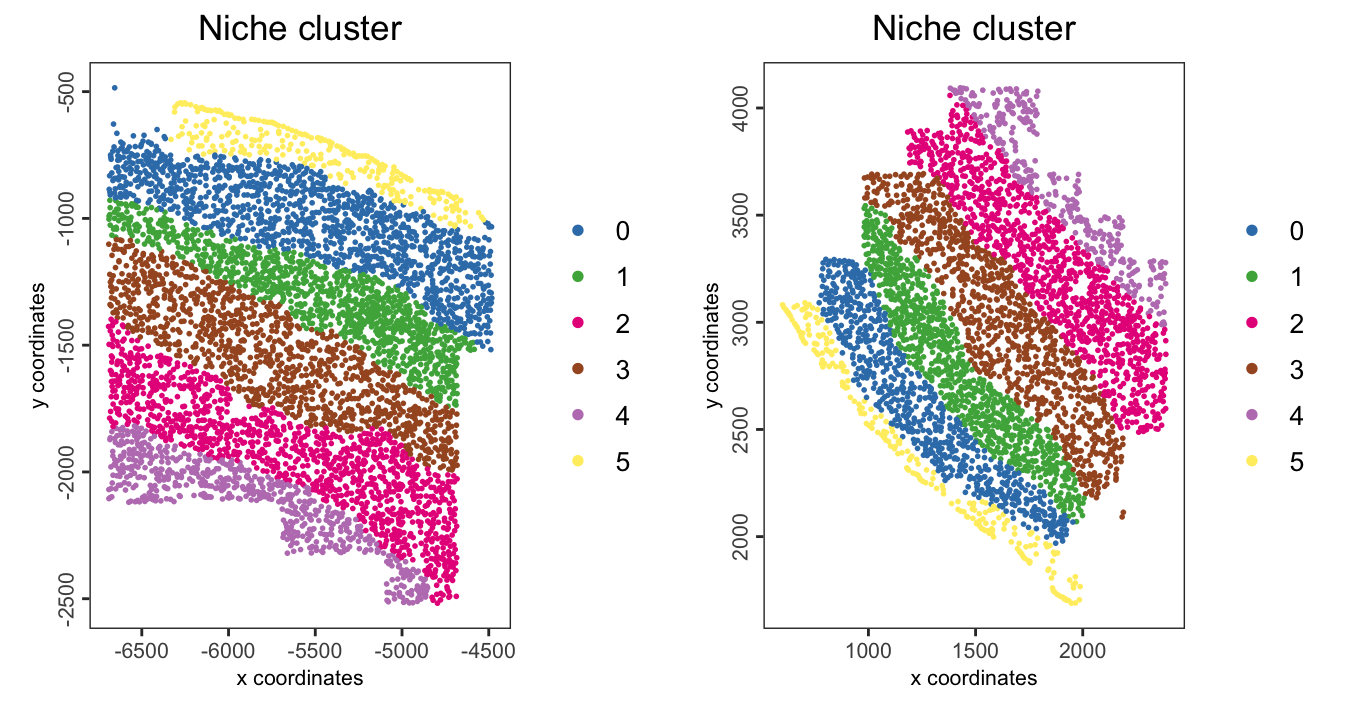 Niche cluster
-500
-1000
-1500
-2000
-2500
y coordinates
-6500 -6000 -5500 -5000 -4500
x coordinates
0
1
2
3
4
5
Niche cluster
4000
3500
3000
2500
2000
y coordinates
1000 1500 2000
x coordinates
0
1
2
3
4
5